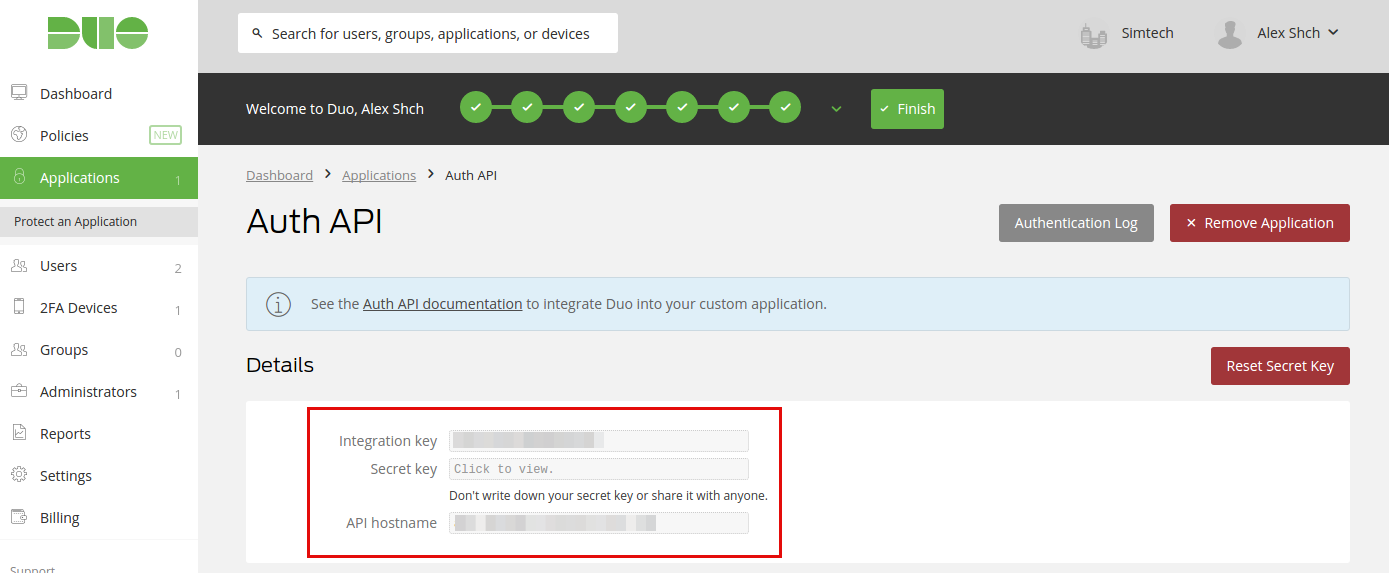 DUO
Search for users, groups, applications, or devices
Simtech
Alex Shch
Dashboard
Policies NEW
Applications 1
Protect an Application
Users 2
2FA Devices 1
Groups 0
Administrators 1
Reports
Settings
Billing
Support
Welcome to Duo, Alex Shch
Finish
Dashboard > Applications > Auth API
Auth API
Authentication Log
Remove Application
See the Auth API documentation to integrate Duo into your custom application.
Details
Reset Secret Key
Integration key
Secret key Click to view.
Don't write down your secret key or share it with anyone.
API hostname